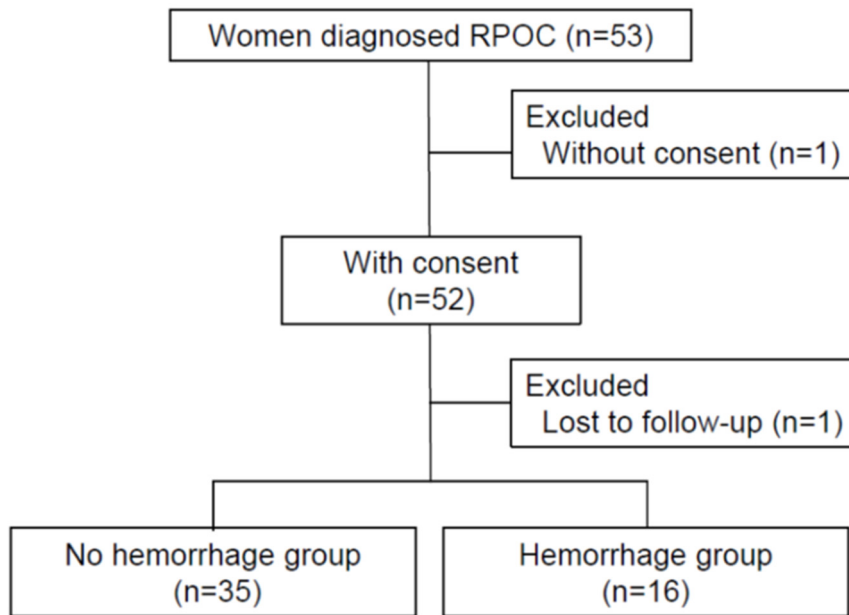 Women diagnosed RPOC (n=53)
Excluded
Without consent (n=1)
With consent
(n=52)
Excluded
Lost to follow-up (n=1)
No hemorrhage group
(n=35)
Hemorrhage group
(n=16)